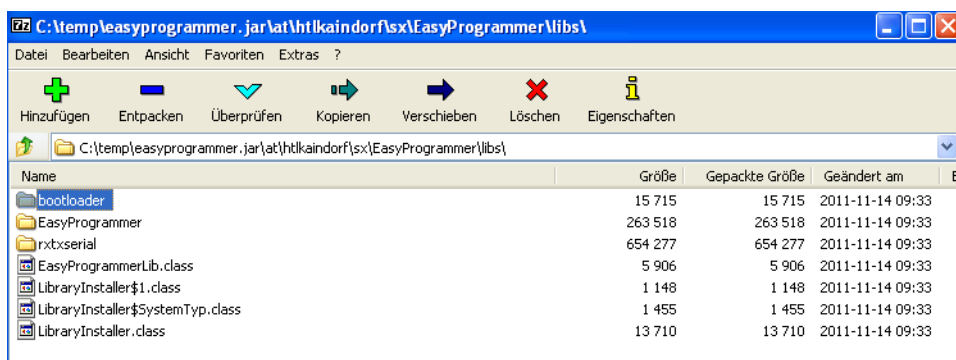 C:\temp\easyprogrammer.jar\at\htlkaindorf\sx\EasyProgrammer\libs\
Datei Bearbeiten Ansicht Favoriten Extras ?
Hinzufügen Entpacken Überprüfen Kopieren Verschieben Löschen Eigenschaften
C:\temp\easyprogrammer.jar\at\htlkaindorf\sx\EasyProgrammer\libs\
Name Größe Gepackte Größe Geändert am
bootloader 15 715 15 715 2011-11-14 09:33
EasyProgrammer 263 518 263 518 2011-11-14 09:33
rxtxserial 654 277 654 277 2011-11-14 09:33
EasyProgrammerLib.class 5 906 5 906 2011-11-14 09:33
LibraryInstaller$1.class 1 148 1 148 2011-11-14 09:33
LibraryInstaller$SystemTyp.class 1 455 1 455 2011-11-14 09:33
LibraryInstaller.class 13 710 13 710 2011-11-14 09:33